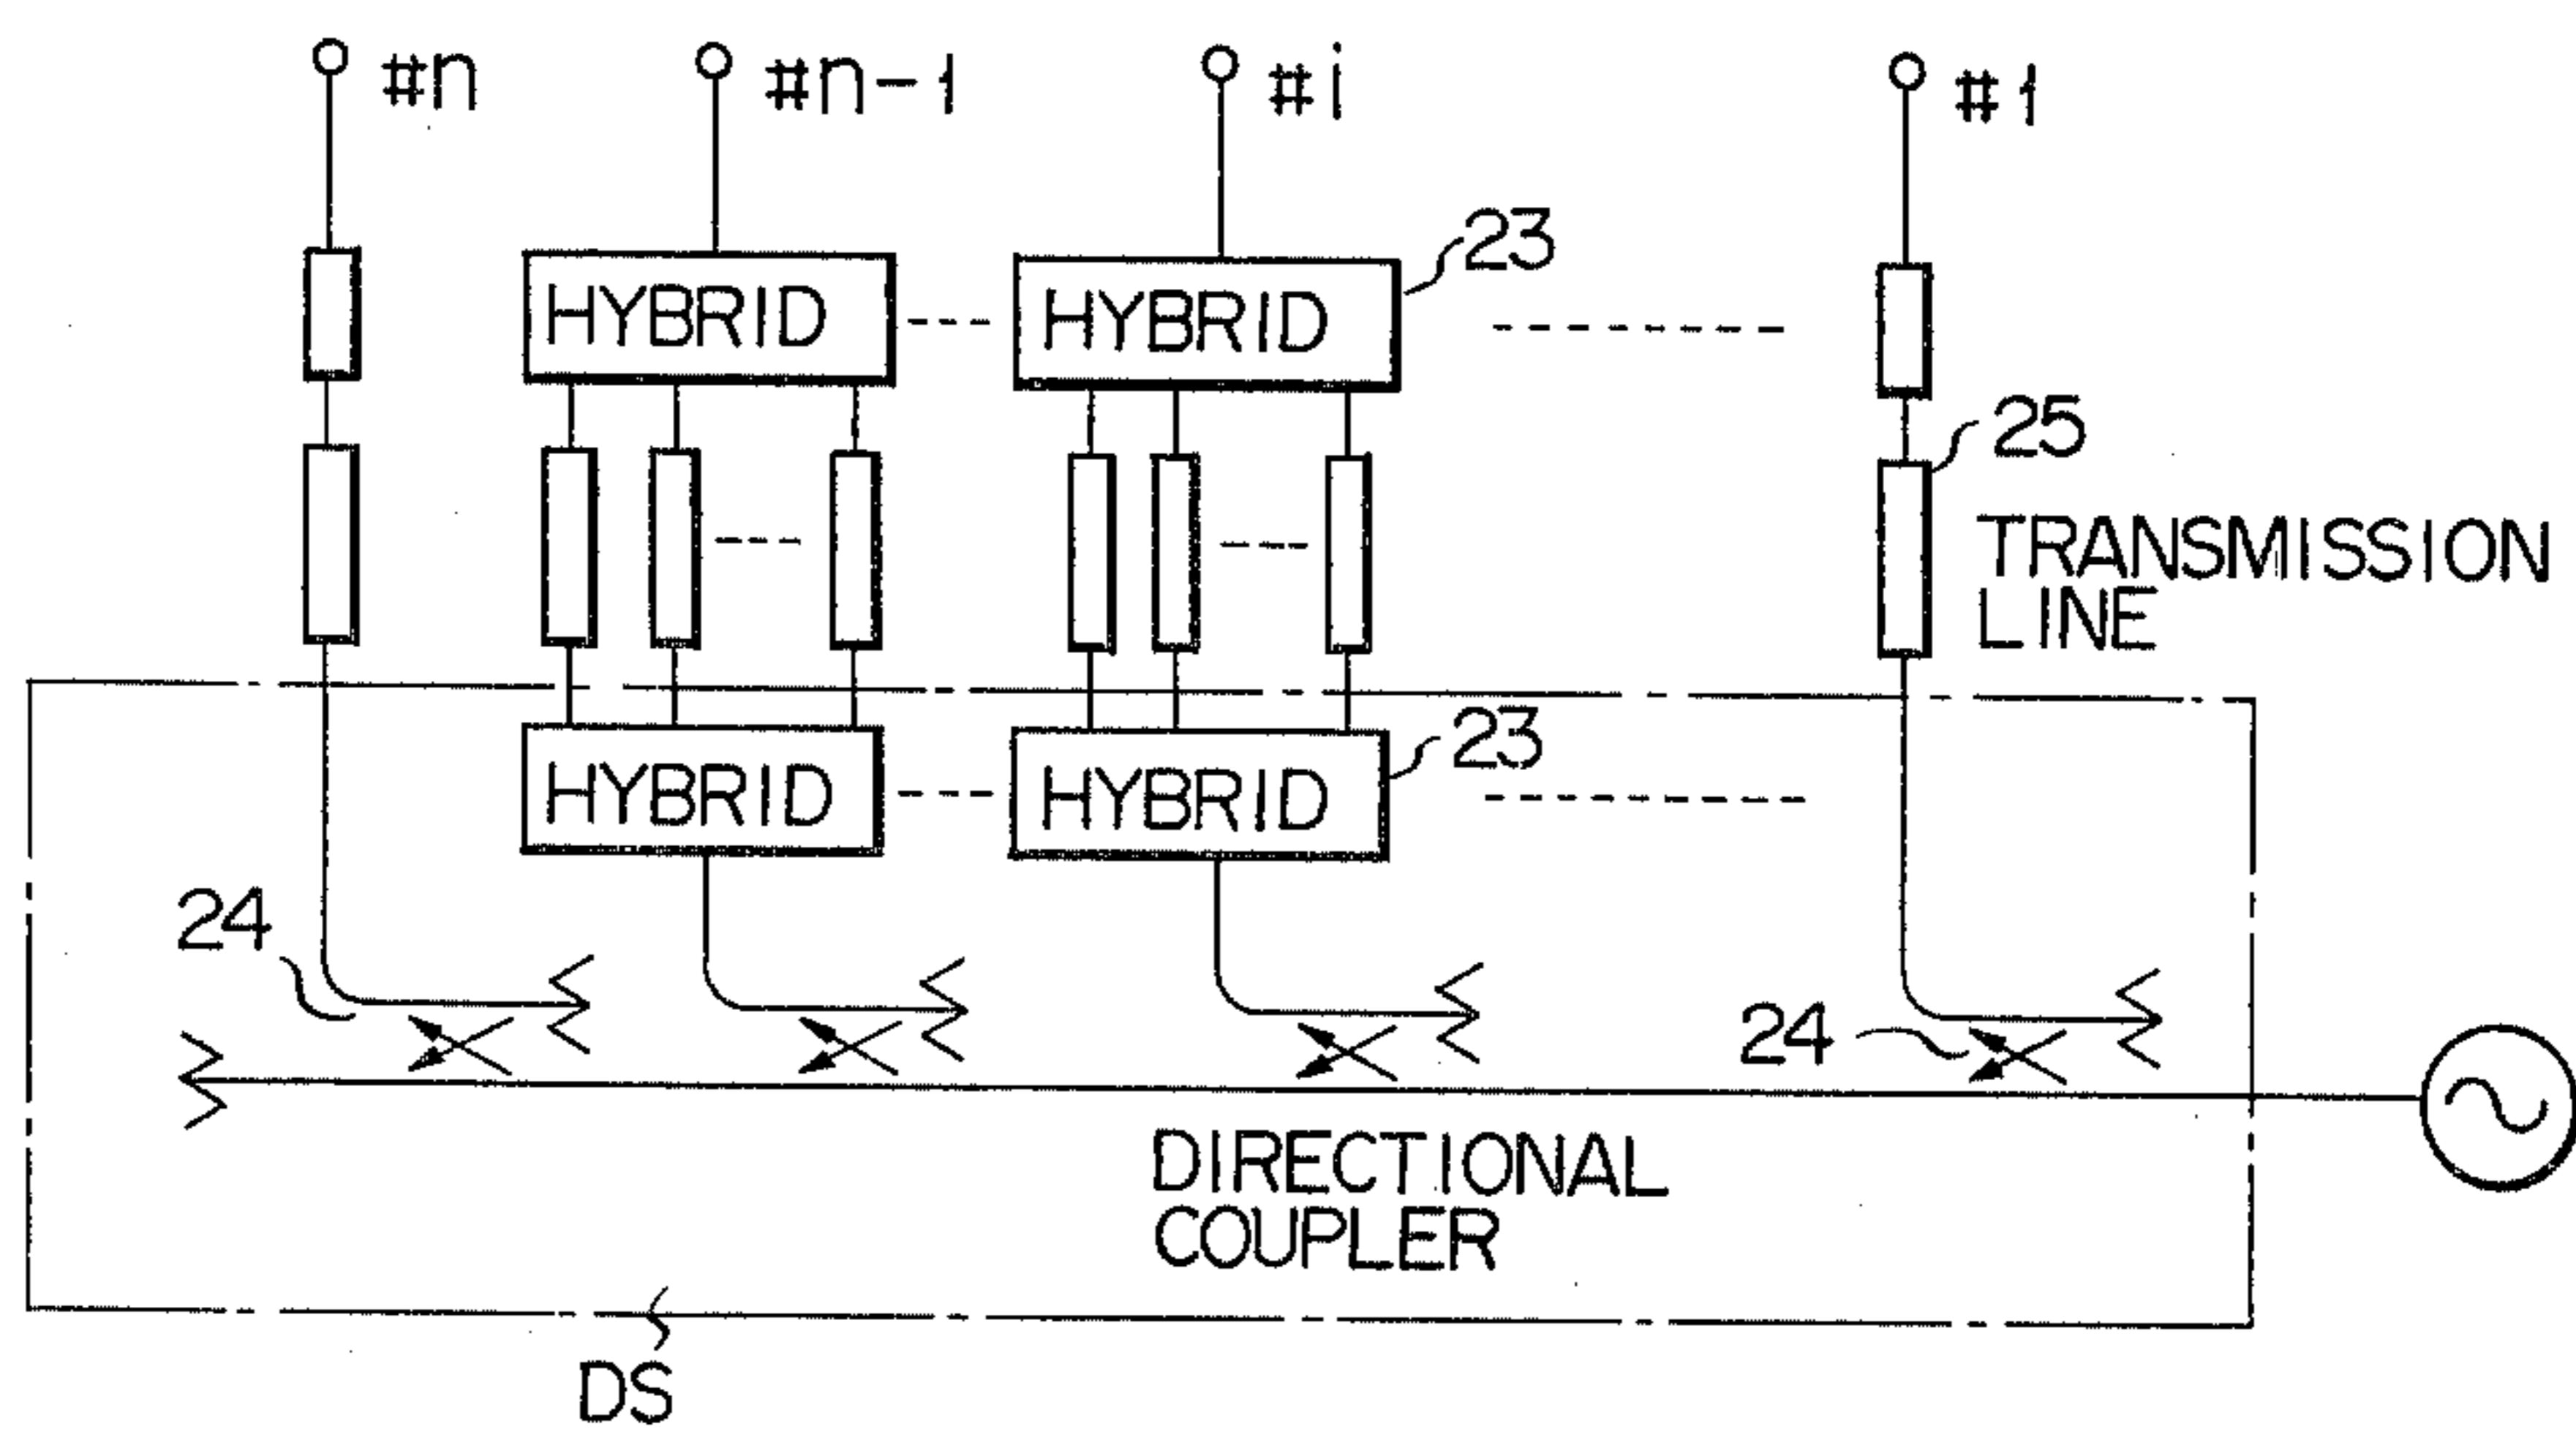 #n #n-1 #i #1
HYBRID HYBRID 23
25
TRANSMISSION
LINE
HYBRID HYBRID 23
24
24
DIRECTIONAL
COUPLER
DS